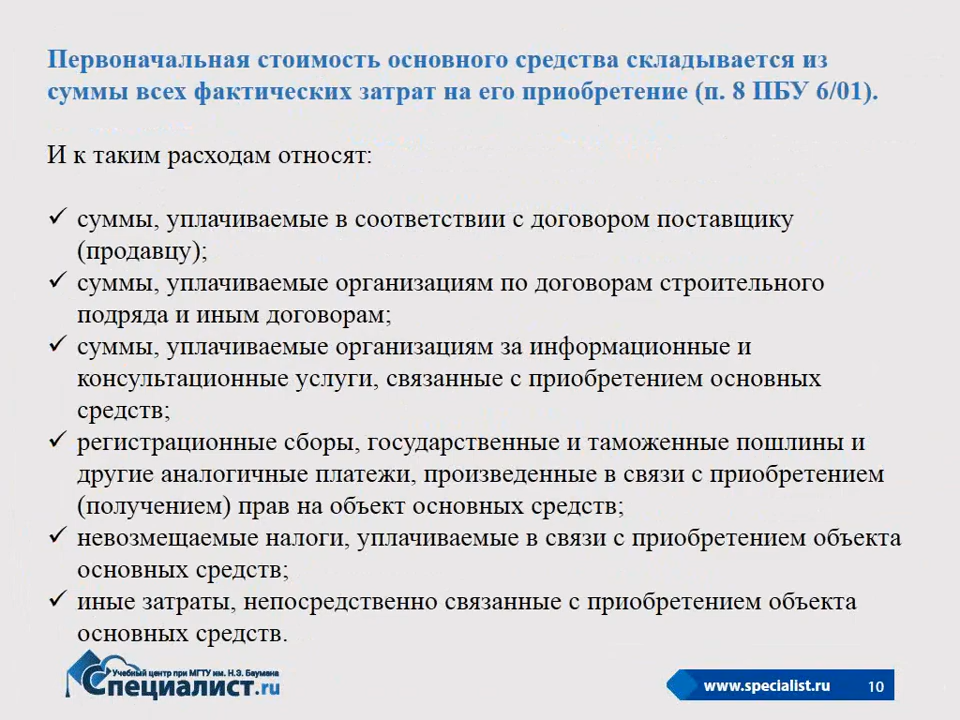 Первоначальная стоимость основного средства складывается из
суммы всех фактических затрат на его приобретение (п. 8 ПБУ 6/01).
И к таким расходам относят:
✓ суммы, уплачиваемые в соответствии с договором поставщику
(продавцу);
✓ суммы, уплачиваемые организациям по договорам строительного
подряда и иным договорам;
✓ суммы, уплачиваемые организациям за информационные и
консультационные услуги, связанные с приобретением основных
средств;
✓ регистрационные сборы, государственные и таможенные пошлины и
другие аналогичные платежи, произведенные в связи с приобретением
(получением) прав на объект основных средств;
✓ невозмещаемые налоги, уплачиваемые в связи с приобретением объекта
основных средств;
✓ иные затраты, непосредственно связанные с приобретением объекта
основных средств.
Учебный центр при МГТУ им. Н.Э. Баумана
Специалист.ru
www.specialist.ru 10